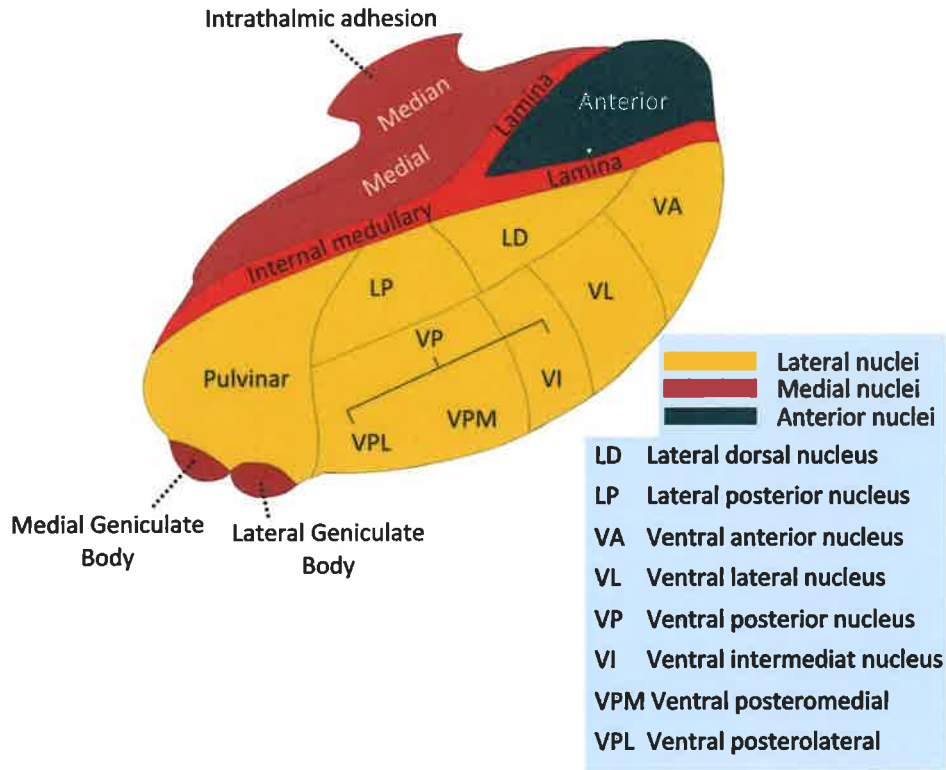 Intrathalmic adhesion
Median
Medial
Lamina
Anterior
Lamina
Internal medullary
VA
LD
LP
VL
VP
Pulvinar
VI
VPM
VPL
Medial Geniculate
Body
Lateral Geniculate
Body
Lateral nuclei
Medial nuclei
Anterior nuclei
LD Lateral dorsal nucleus
LP Lateral posterior nucleus
VA Ventral anterior nucleus
VL Ventral lateral nucleus
VP Ventral posterior nucleus
VI Ventral intermediat nucleus
VPM Ventral posteromedial
VPL Ventral posterolateral